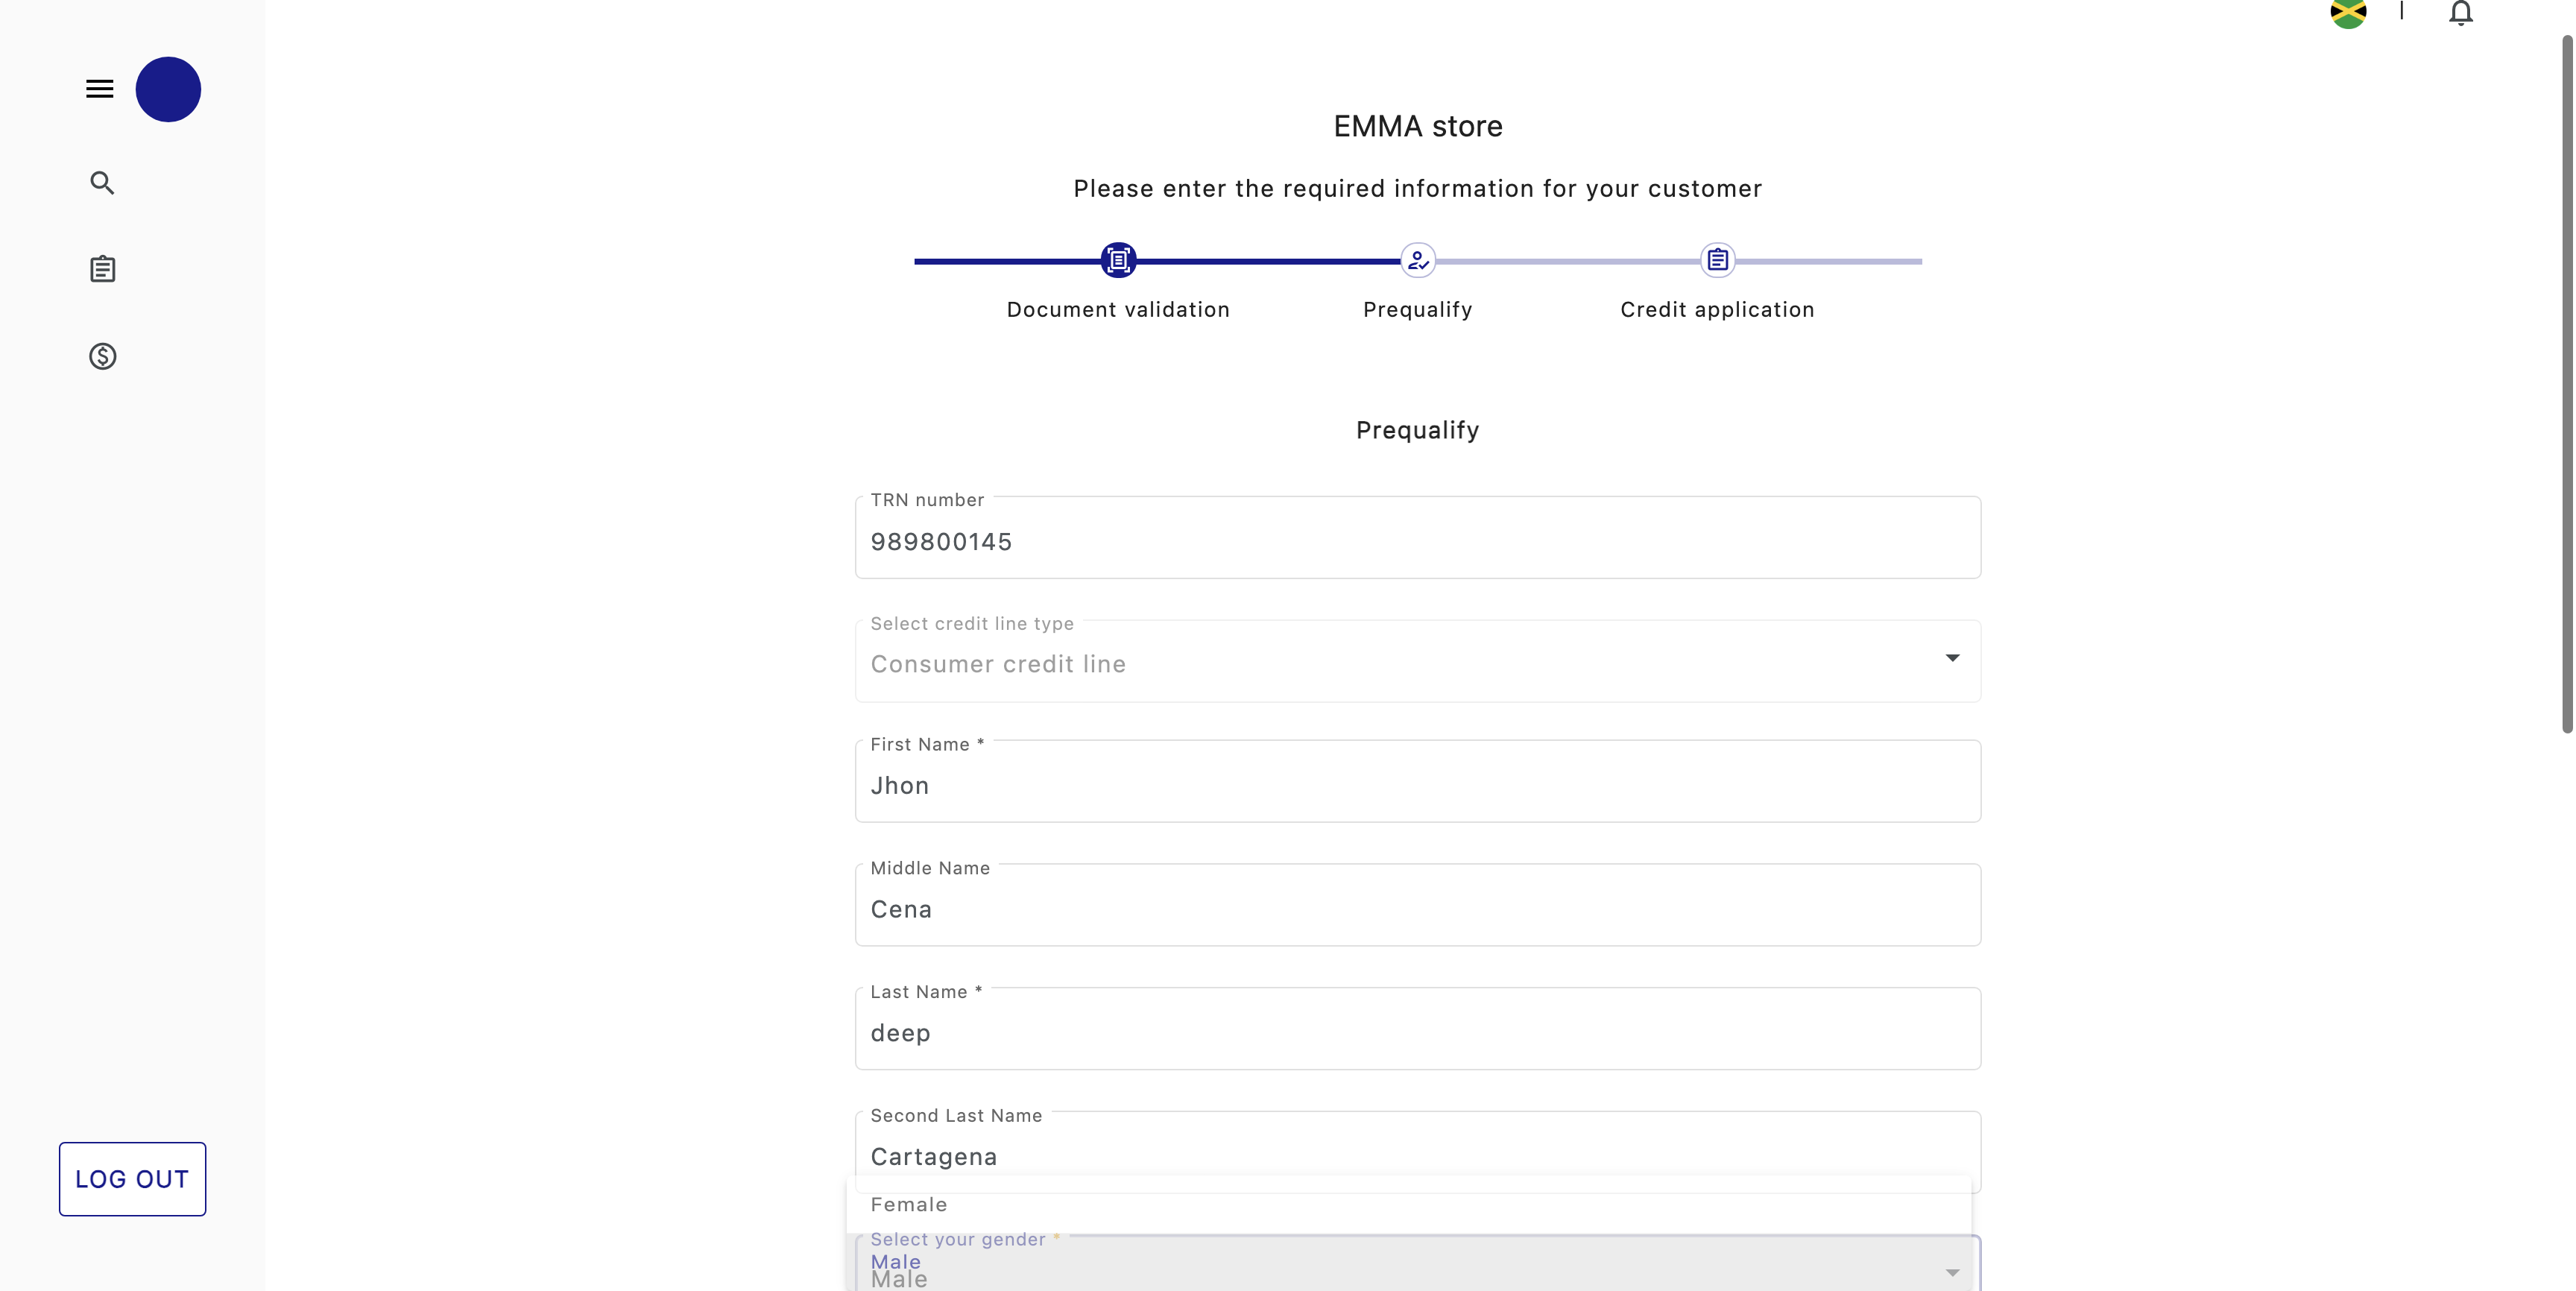 EMMA store
Please enter the required information for your customer
Document validation
Prequalify
Credit application
Prequalify
TRN number
989800145
Select credit line type
Consumer credit line
First Name *
Jhon
Middle Name
Cena
Last Name *
deep
Second Last Name
Cartagena
Female
Select your gender *
Male
Male
LOG OUT